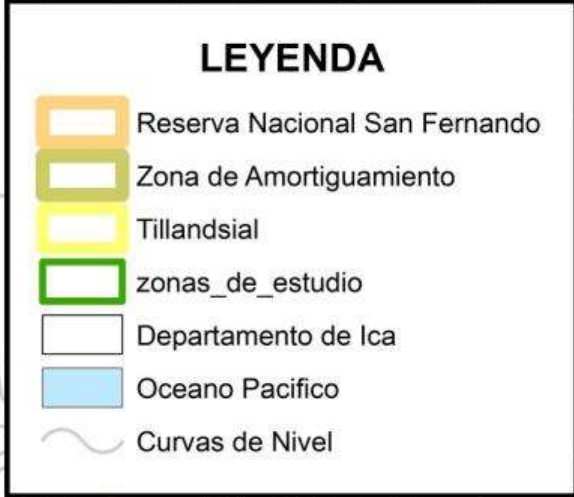 LEYENDA
Reserva Nacional San Fernando
Zona de Amortiguamiento
Tillandsial
zonas_de_estudio
Departamento de Ica
Oceano Pacifico
Curvas de Nivel